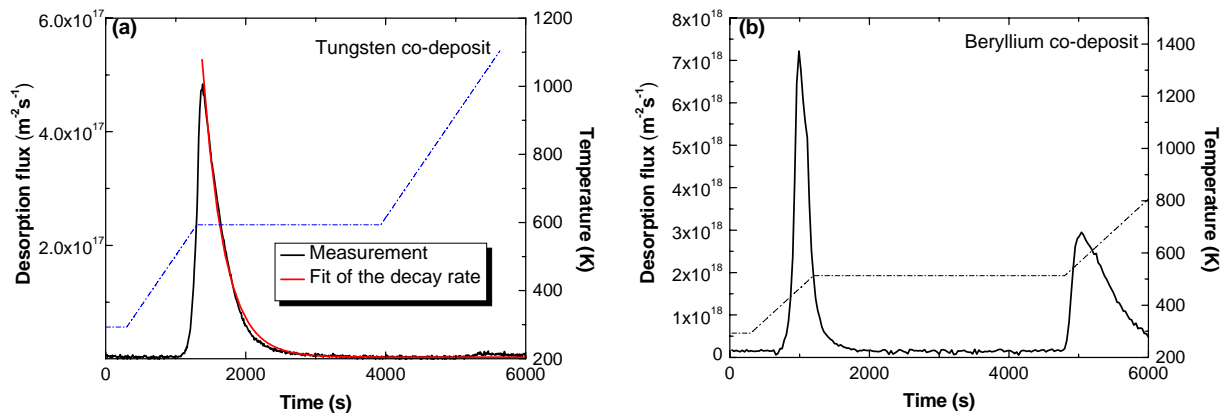 (a)
Tungsten co-deposit
Desorption flux (m⁻²s⁻¹)
6.0x10¹⁷
4.0x10¹⁷
2.0x10¹⁷
Temperature (K)
1200
1000
800
600
400
200
Measurement
Fit of the decay rate
0 2000 4000 6000
Time (s)
(b)
Beryllium co-deposit
Desorption flux (m⁻²s⁻¹)
8x10¹⁸
7x10¹⁸
6x10¹⁸
5x10¹⁸
4x10¹⁸
3x10¹⁸
2x10¹⁸
1x10¹⁸
0
Temperature (K)
1400
1200
1000
800
600
400
200
0 2000 4000 6000
Time (s)